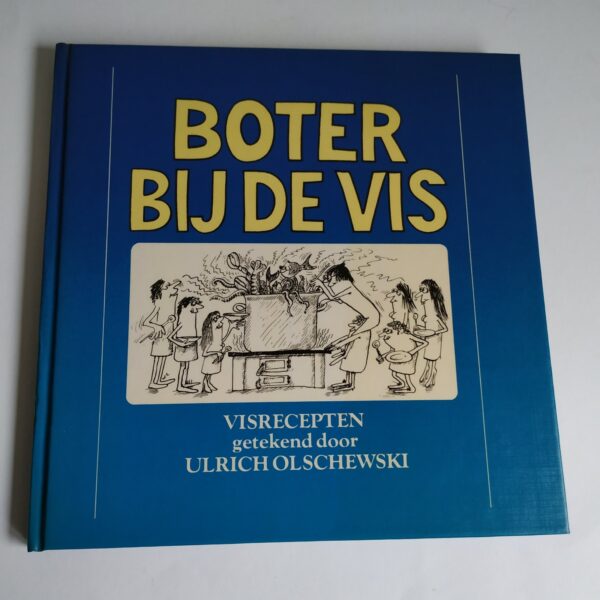 BOTER
BIJ DE VIS
VISRECEPTEN
getekend door
ULRICH OLSCHEWSKI